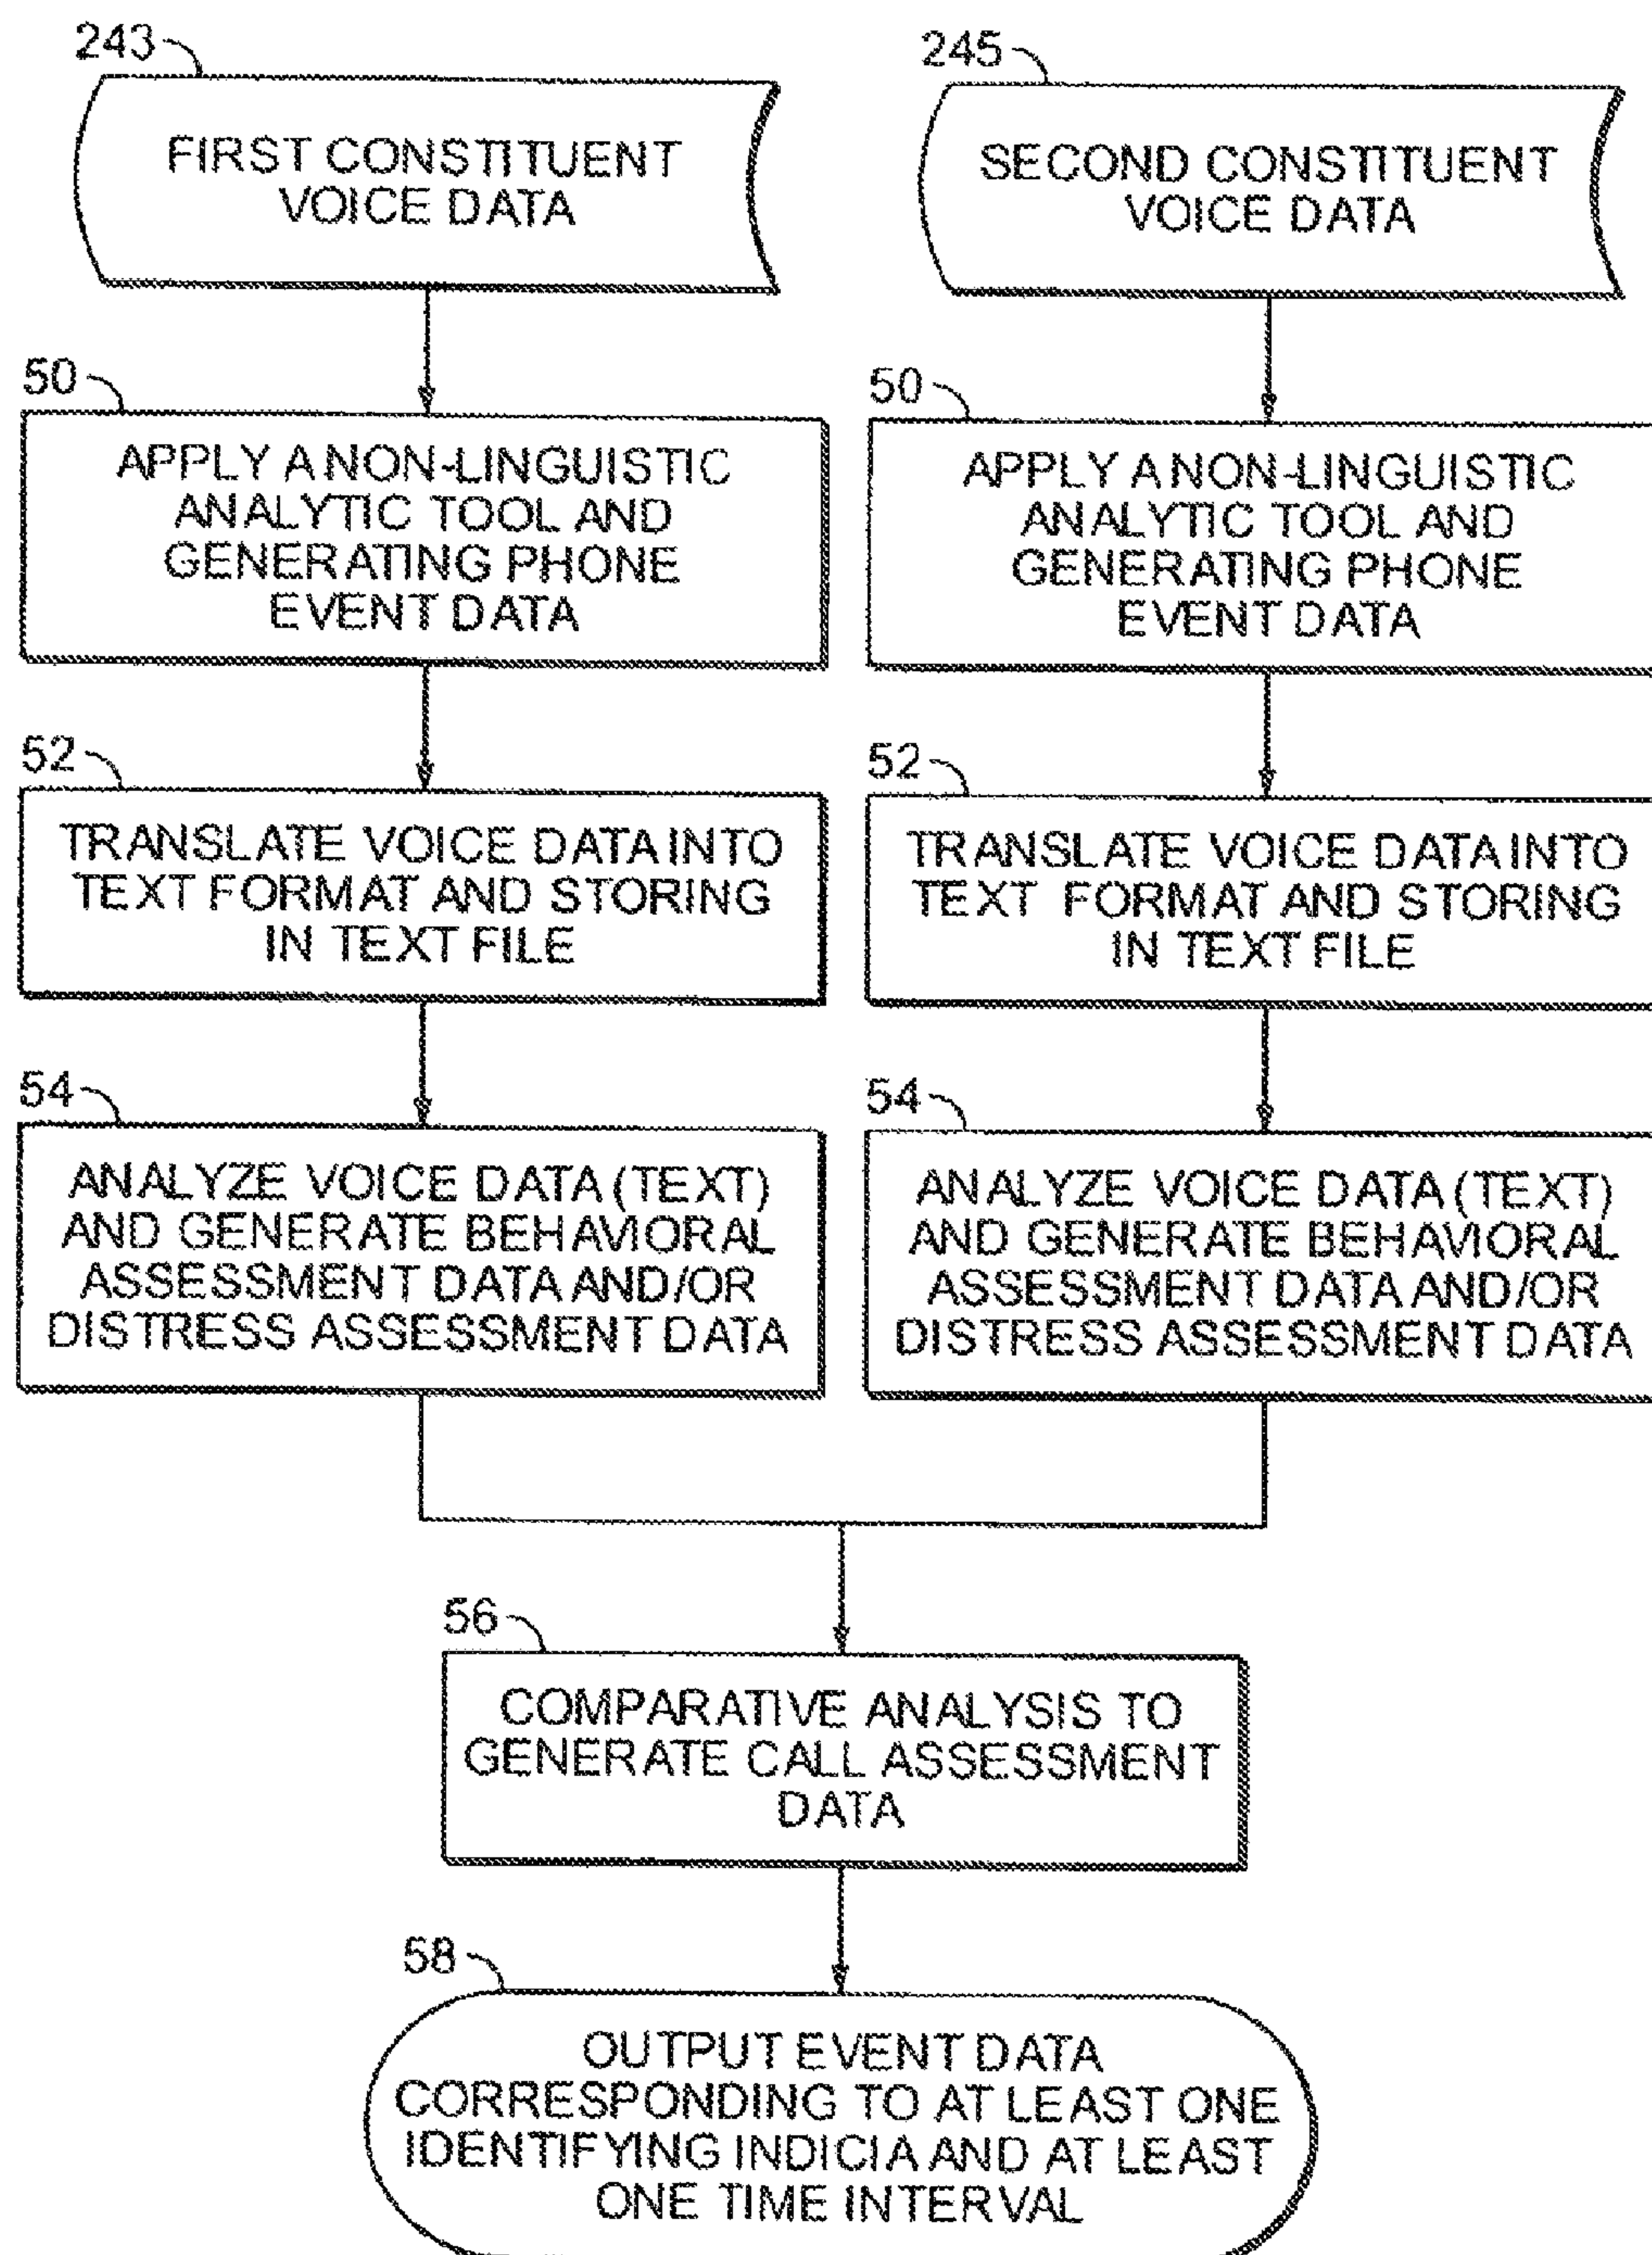 243
FIRST CONSTITUENT
VOICE DATA
50
APPLY A NON-LINGUISTIC
ANALYTIC TOOL AND
GENERATING PHONE
EVENT DATA
52
TRANSLATE VOICE DATA INTO
TEXT FORMAT AND STORING
IN TEXT FILE
54
ANALYZE VOICE DATA (TEXT)
AND GENERATE BEHAVIORAL
ASSESSMENT DATA AND/OR
DISTRESS ASSESSMENT DATA
245
SECOND CONSTITUENT
VOICE DATA
50
APPLY A NON-LINGUISTIC
ANALYTIC TOOL AND
GENERATING PHONE
EVENT DATA
52
TRANSLATE VOICE DATA INTO
TEXT FORMAT AND STORING
IN TEXT FILE
54
ANALYZE VOICE DATA (TEXT)
AND GENERATE BEHAVIORAL
ASSESSMENT DATA AND/OR
DISTRESS ASSESSMENT DATA
56
COMPARATIVE ANALYSIS TO
GENERATE CALL ASSESSMENT
DATA
58
OUTPUT EVENT DATA
CORRESPONDING TO AT LEAST ONE
IDENTIFYING INDICIA AND AT LEAST
ONE TIME INTERVAL